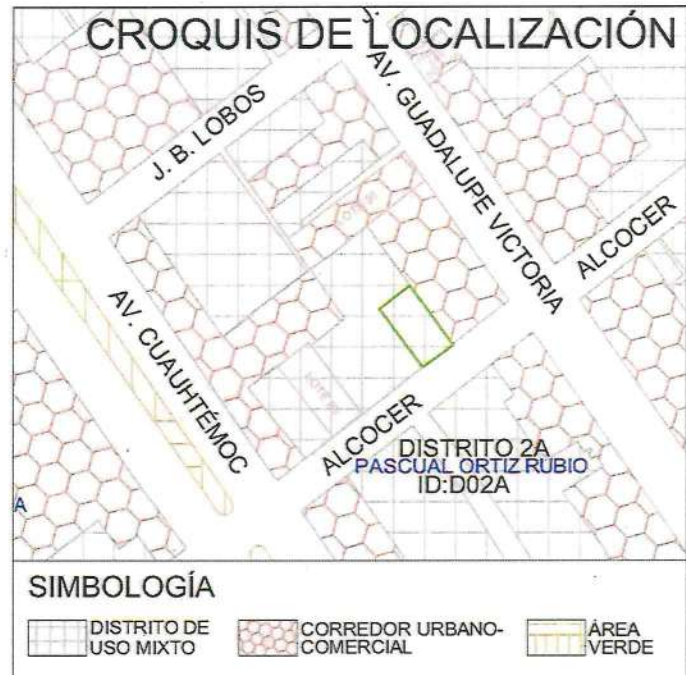 CROQUIS DE LOCALIZACIÓN
J. B. LOBOS
AV. GUADALUPE VICTORIA
ALCOCER
AV. CUAUHTÉMOC
ALCOCER
DISTRITO 2A
PASCUAL ORTIZ RUBIO
ID:D02A
A
SIMBOLOGÍA
DISTRITO DE
USO MIXTO
CORREDOR URBANO-
COMERCIAL
ÁREA
VERDE